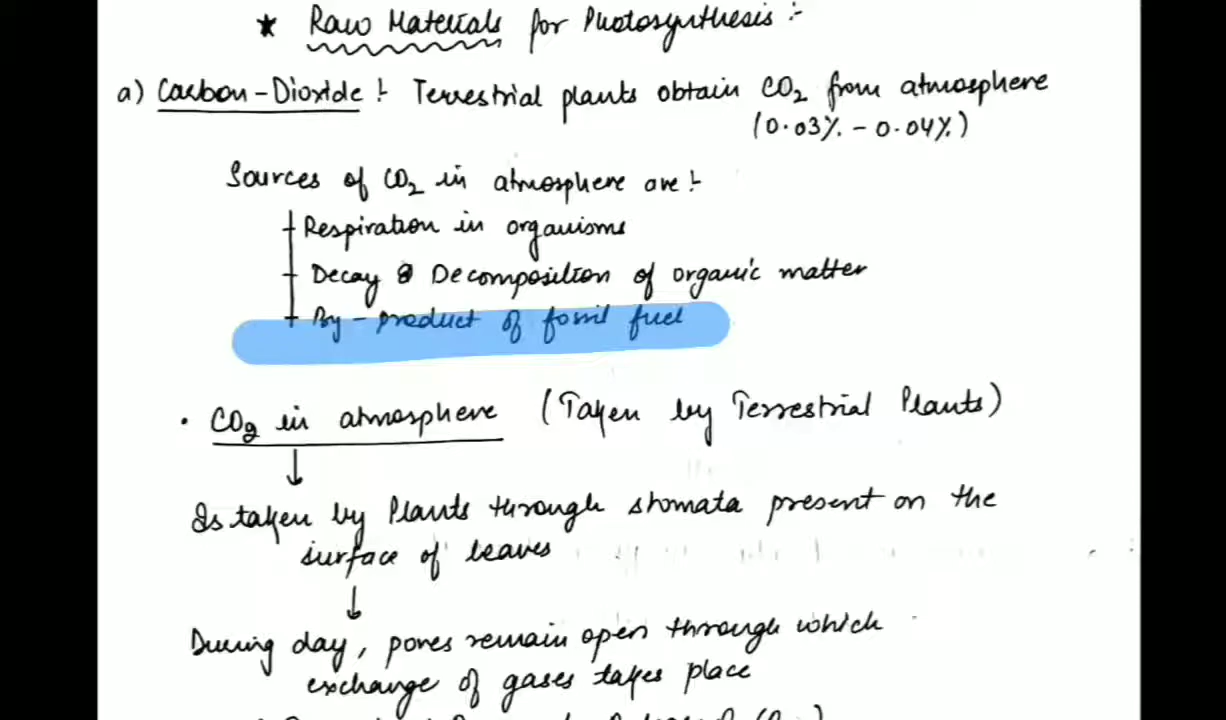 ★ Raw Materials for Photosynthesis :-
a) Carbon-Dioxide :- Terrestrial plants obtain CO₂ from atmosphere
(0.03% - 0.04%)
Sources of CO₂ in atmosphere are :-
Respiration in organisms
Decay & Decomposition of organic matter
By-product of fossil fuel
• CO₂ in atmosphere (Taken by Terrestrial Plants)
↓
Is taken by Plants through stomata present on the
surface of leaves
↓
During day, pores remain open through which
exchange of gases takes place